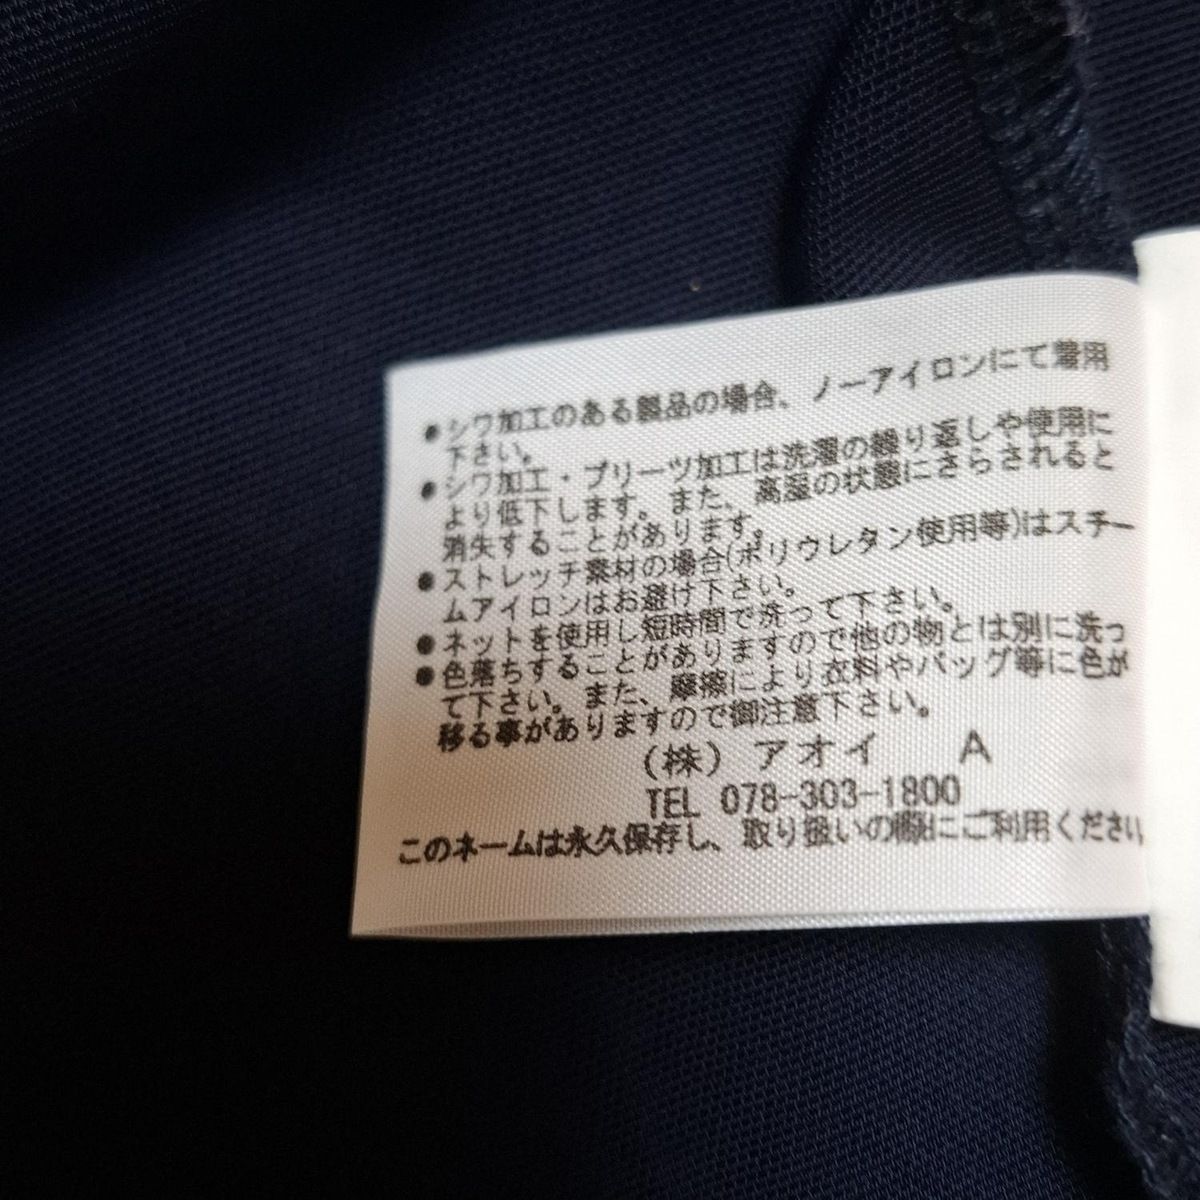 ●シワ加工のある製品の場合、ノーアイロンにて着用
下さい。
●シワ加工・プリーツ加工は洗濯の繰り返しや使用に
より低下します。また、高温の状態にさらされると
消失することがあります。
●ストレッチ素材の場合(ポリウレタン使用等)はスチー
ムアイロンはお避け下さい。
●ネットを使用し短時間で洗って下さい。
●色落ちすることがありますので他の物とは別に洗っ
て下さい。また、摩擦により衣料やバッグ等に色が
移る事がありますので御注意下さい。
(株)アオイ A
TEL 078-303-1800
このネームは永久保存し、取り扱いの際にご利用ください